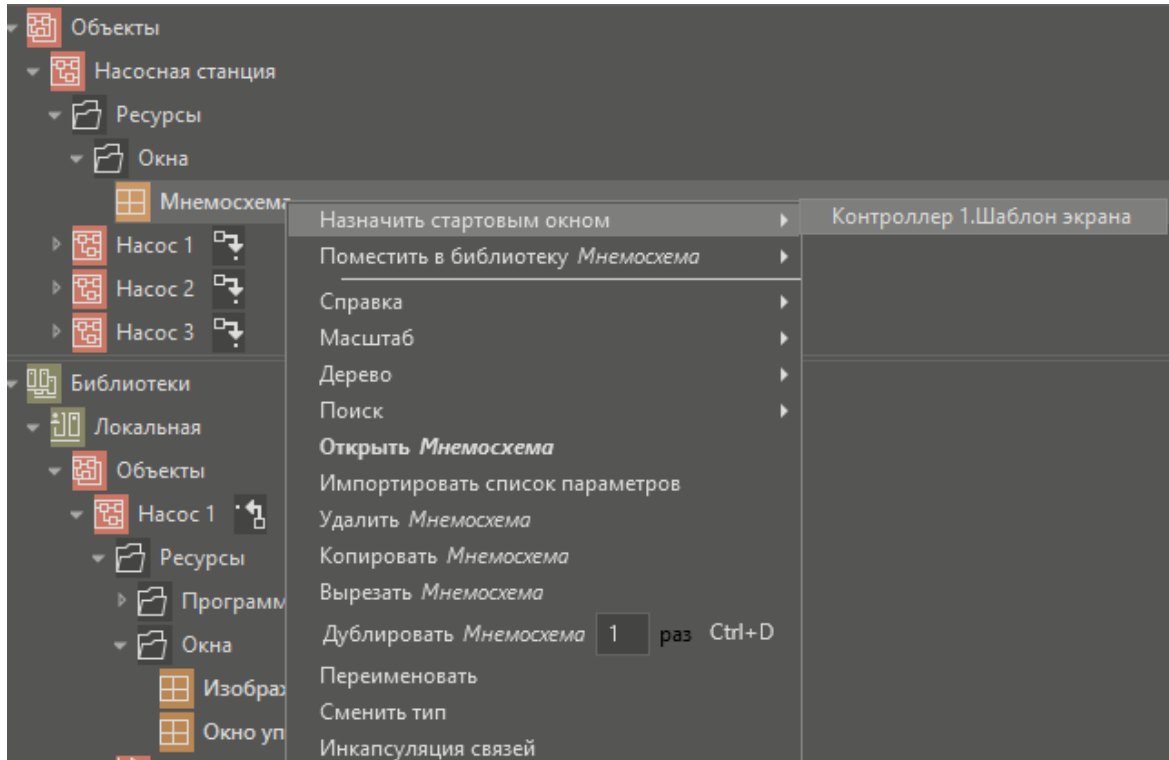 Объекты
Насосная станция
Ресурсы
Окна
Мнемосхема
Насос 1
Насос 2
Насос 3
Библиотеки
Локальная
Объекты
Насос 1
Ресурсы
Окна
Назначить стартовым окном
Контроллер 1.Шаблон экрана
Поместить в библиотеку Мнемосхема
Справка
Масштаб
Дерево
Поиск
Открыть Мнемосхема
Импортировать список параметров
Удалить Мнемосхема
Копировать Мнемосхема
Вырезать Мнемосхема
Дублировать Мнемосхема 1 раз Ctrl+D
Переименовать
Сменить тип
Инкапсуляция связей